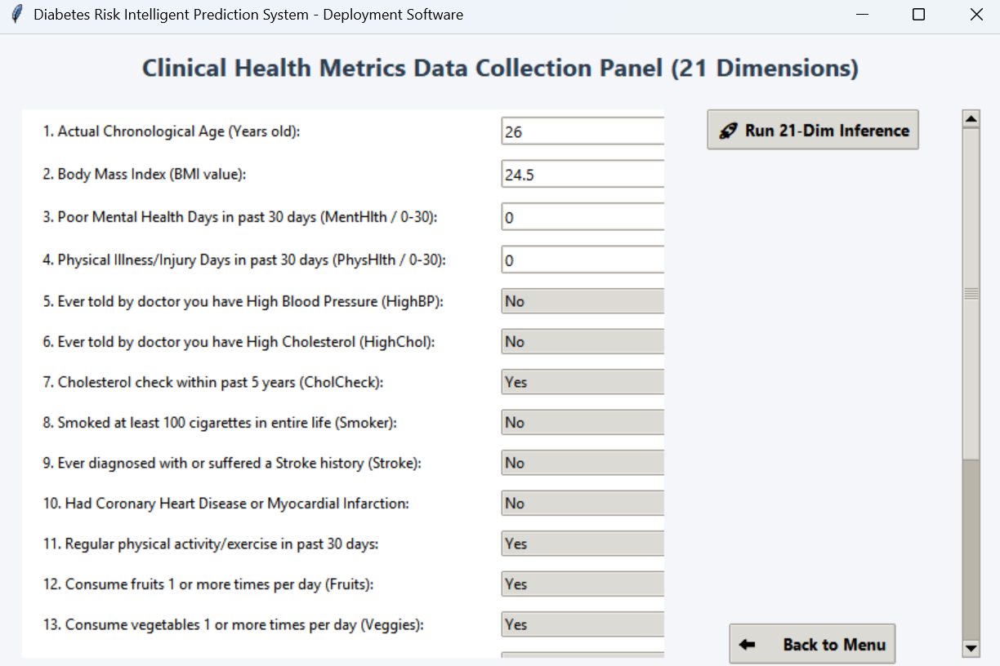 Diabetes Risk Intelligent Prediction System - Deployment Software
Clinical Health Metrics Data Collection Panel (21 Dimensions)
1. Actual Chronological Age (Years old): 26
2. Body Mass Index (BMI value): 24.5
3. Poor Mental Health Days in past 30 days (MentHlth / 0-30): 0
4. Physical Illness/Injury Days in past 30 days (PhysHlth / 0-30): 0
5. Ever told by doctor you have High Blood Pressure (HighBP): No
6. Ever told by doctor you have High Cholesterol (HighChol): No
7. Cholesterol check within past 5 years (CholCheck): Yes
8. Smoked at least 100 cigarettes in entire life (Smoker): No
9. Ever diagnosed with or suffered a Stroke history (Stroke): No
10. Had Coronary Heart Disease or Myocardial Infarction: No
11. Regular physical activity/exercise in past 30 days: Yes
12. Consume fruits 1 or more times per day (Fruits): Yes
13. Consume vegetables 1 or more times per day (Veggies): Yes
Run 21-Dim Inference
Back to Menu